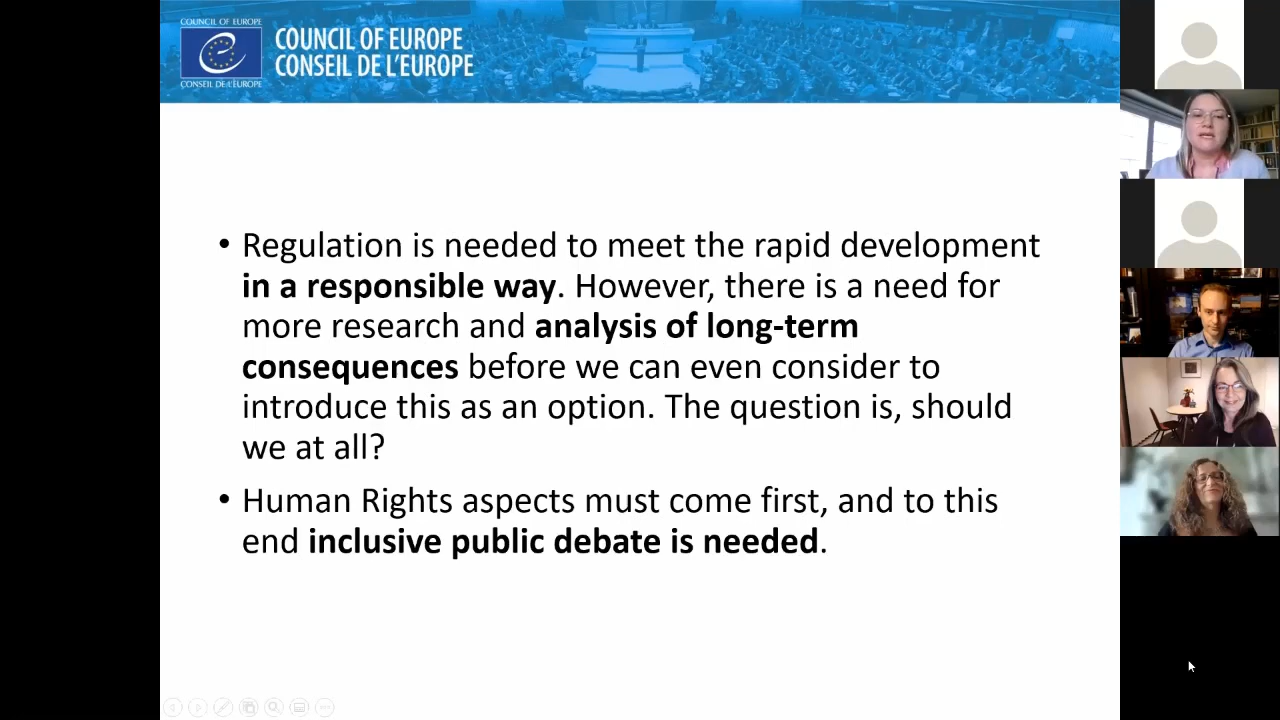 COUNCIL OF EUROPE
CONSEIL DE L'EUROPE
COUNCIL OF EUROPE
CONSEIL DE L'EUROPE
• Regulation is needed to meet the rapid development
in a responsible way. However, there is a need for
more research and analysis of long-term
consequences before we can even consider to
introduce this as an option. The question is, should
we at all?
• Human Rights aspects must come first, and to this
end inclusive public debate is needed.